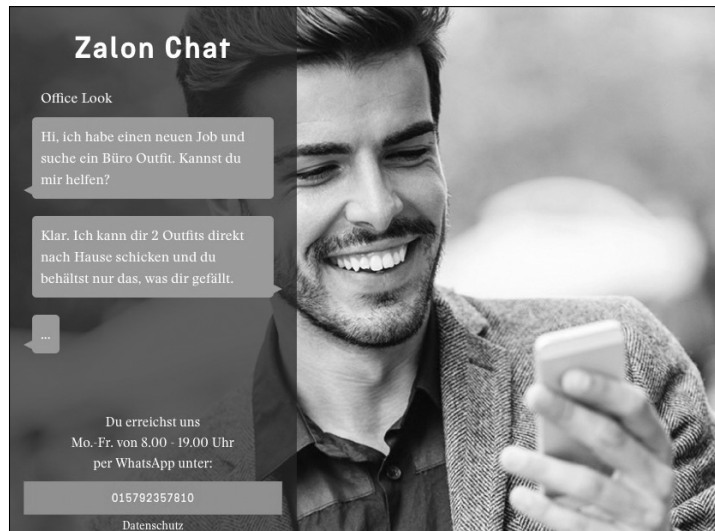 Zalon Chat
Office Look
Hi, ich habe einen neuen Job und
suche ein Büro Outfit. Kannst du
mir helfen?
Klar. Ich kann dir 2 Outfits direkt
nach Hause schicken und du
behältst nur das, was dir gefällt.
...
Du erreichst uns
Mo.-Fr. von 8.00 - 19.00 Uhr
per WhatsApp unter:
015792357810
Datenschutz